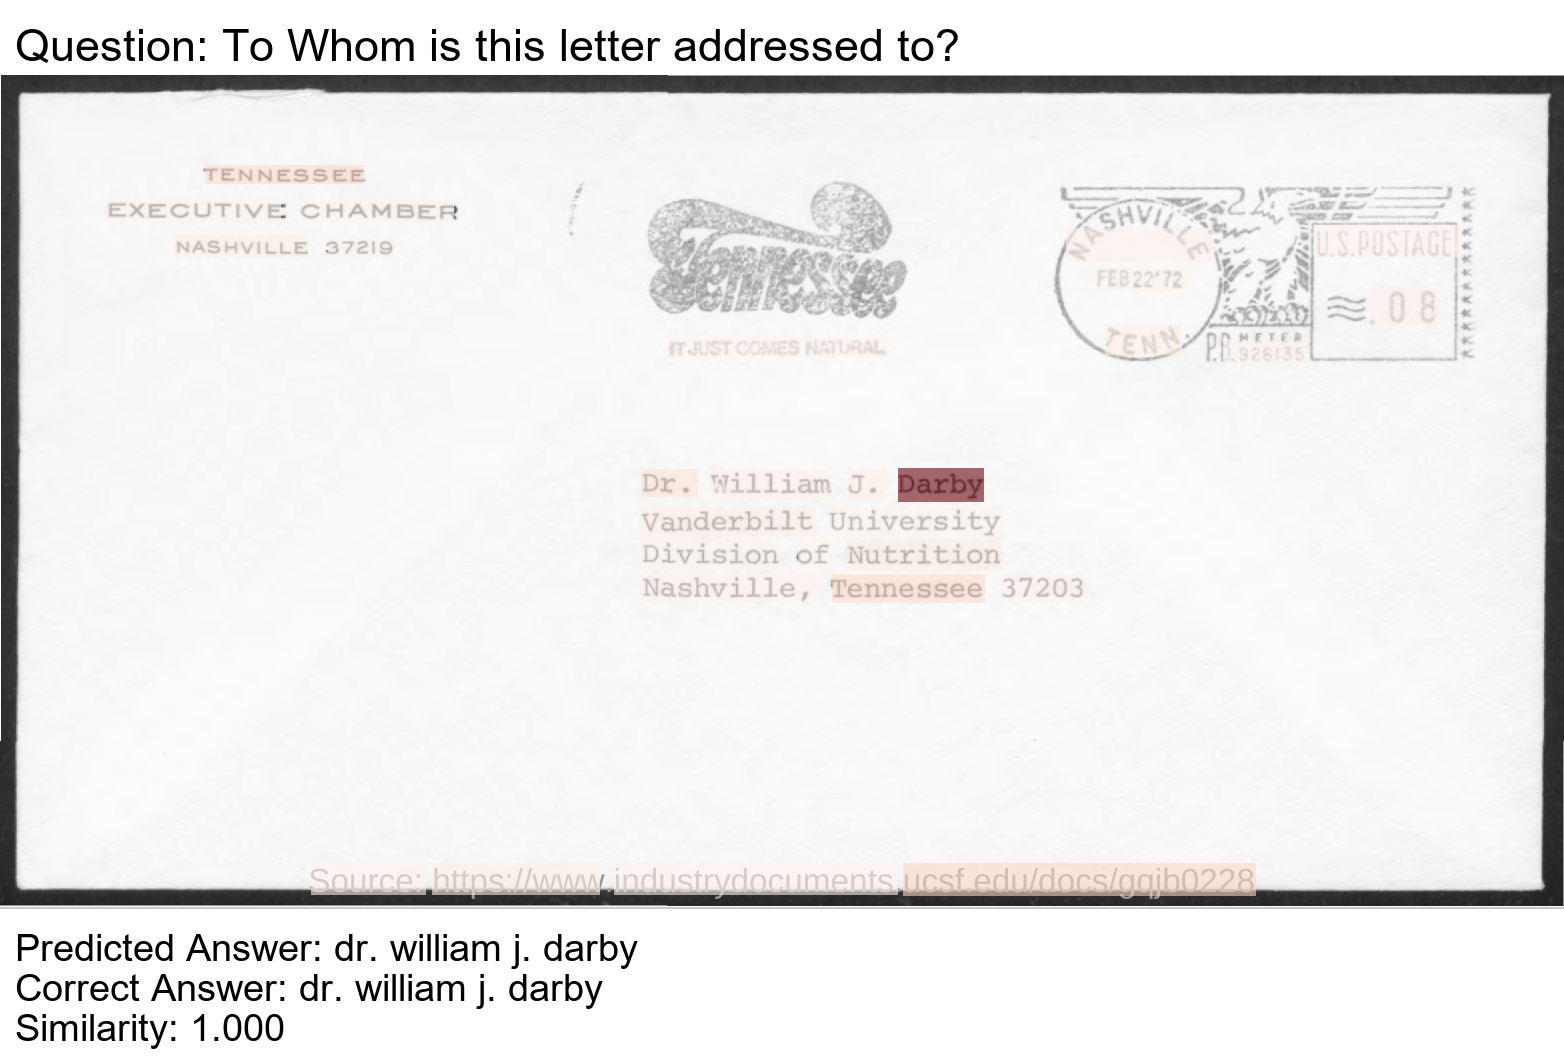 Question: To Whom is this letter addressed to?
TENNESSEE
EXECUTIVE CHAMBER
NASHVILLE 37219
Tennessee
IT JUST COMES NATURAL
NASHVILLE
FEB 22'72
TENN.
P.B. METER
926135
U.S. POSTAGE
.08
Dr. William J. Darby
Vanderbilt University
Division of Nutrition
Nashville, Tennessee 37203
Source: https://www.industrydocuments.ucsf.edu/docs/gqjb0228
Predicted Answer: dr. william j. darby
Correct Answer: dr. william j. darby
Similarity: 1.000